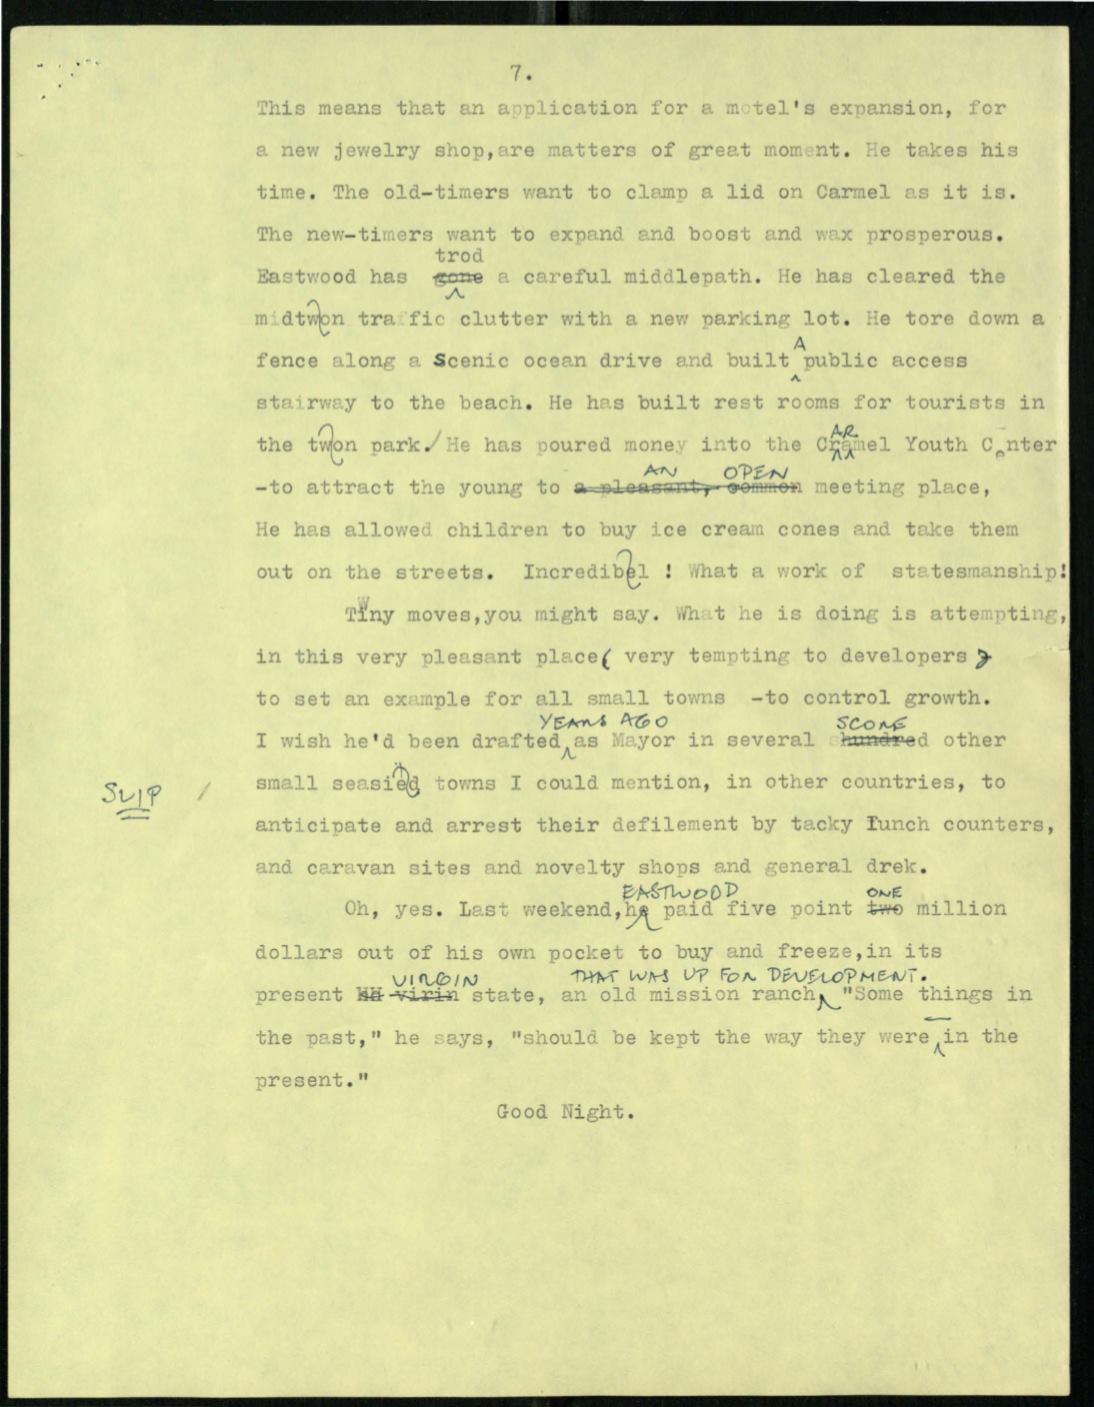 7.
This means that an application for a motel's expansion, for
a new jewelry shop,are matters of great moment. He takes his
time. The old-timers want to clamp a lid on Carmel as it is.
The new-timers want to expand and boost and wax prosperous.
trod
Eastwood has gone a careful middlepath. He has cleared the
midtwon traffic clutter with a new parking lot. He tore down a
A
fence along a Scenic ocean drive and built public access
stairway to the beach. He has built rest rooms for tourists in
AR
the twon park. He has poured money into the Cramel Youth Center
AN OPEN
-to attract the young to a pleasant, common meeting place,
He has allowed children to buy ice cream cones and take them
out on the streets. Incredibel ! What a work of statesmanship!
Tiny moves,you might say. What he is doing is attempting,
in this very pleasant place( very tempting to developers )
to set an example for all small towns -to control growth.
YEARS AGO SCORE
I wish he'd been drafted as Mayor in several hundred other
SLIP / small seasied towns I could mention, in other countries, to
anticipate and arrest their defilement by tacky lunch counters,
and caravan sites and novelty shops and general drek.
EASTWOOD ONE
Oh, yes. Last weekend,he paid five point two million
dollars out of his own pocket to buy and freeze,in its
VIRGIN THAT WAS UP FOR DEVELOPMENT.
present virin state, an old mission ranch "Some things in
the past," he says, "should be kept the way they were in the
present."
Good Night.